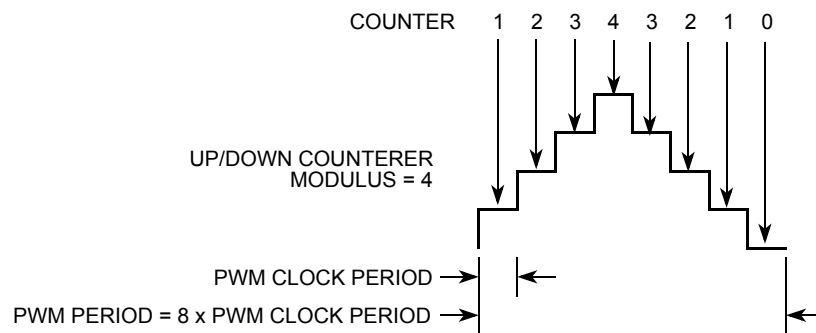 COUNTER 1 2 3 4 3 2 1 0
UP/DOWN COUNTERER
MODULUS = 4
PWM CLOCK PERIOD
PWM PERIOD = 8 x PWM CLOCK PERIOD